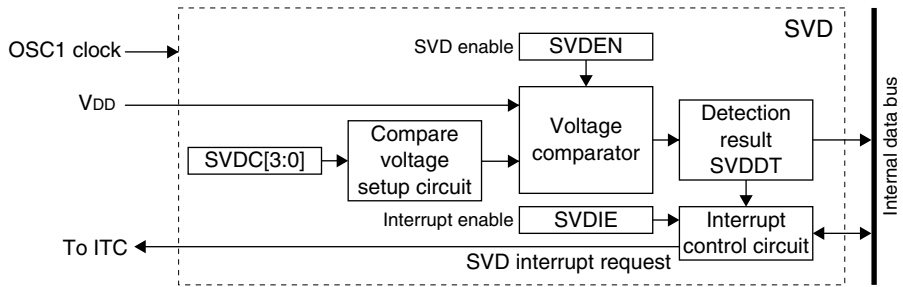 SVD
OSC1 clock
SVD enable
SVDEN
VDD
Voltage
comparator
Detection
result
SVDDT
SVDC[3:0]
Compare
voltage
setup circuit
Interrupt enable
SVDIE
Interrupt
control circuit
To ITC
SVD interrupt request
Internal data bus